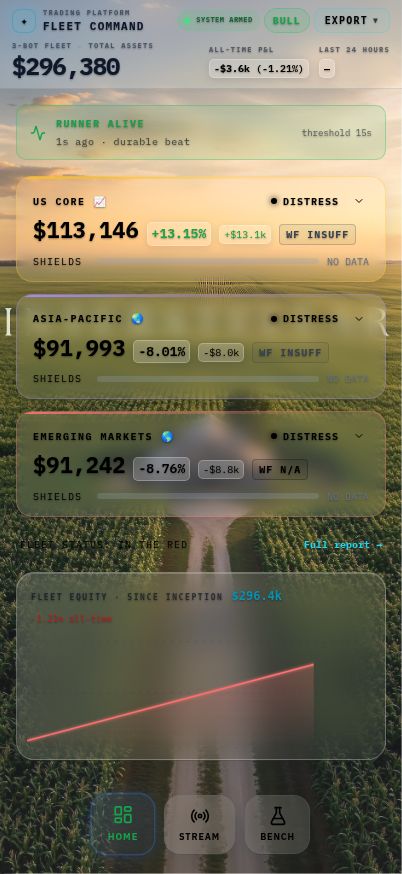 TRADING PLATFORM
FLEET COMMAND
SYSTEM ARMED
BULL
EXPORT ▾
3-BOT FLEET · TOTAL ASSETS
$296,380
ALL-TIME P&L
-$3.6k (-1.21%)
LAST 24 HOURS
—
RUNNER ALIVE
1s ago · durable beat
threshold 15s
US CORE 📈
DISTRESS
$113,146
+13.15%
+$13.1k
WF INSUFF
SHIELDS
NO DATA
ASIA-PACIFIC 🌏
DISTRESS
$91,993
-8.01%
-$8.0k
WF INSUFF
SHIELDS
NO DATA
EMERGING MARKETS 🌎
DISTRESS
$91,242
-8.76%
-$8.8k
WF N/A
SHIELDS
NO DATA
FLEET STATUS: IN THE RED
Full report →
FLEET EQUITY · SINCE INCEPTION $296.4k
-1.21% all-time
HOME
STREAM
BENCH